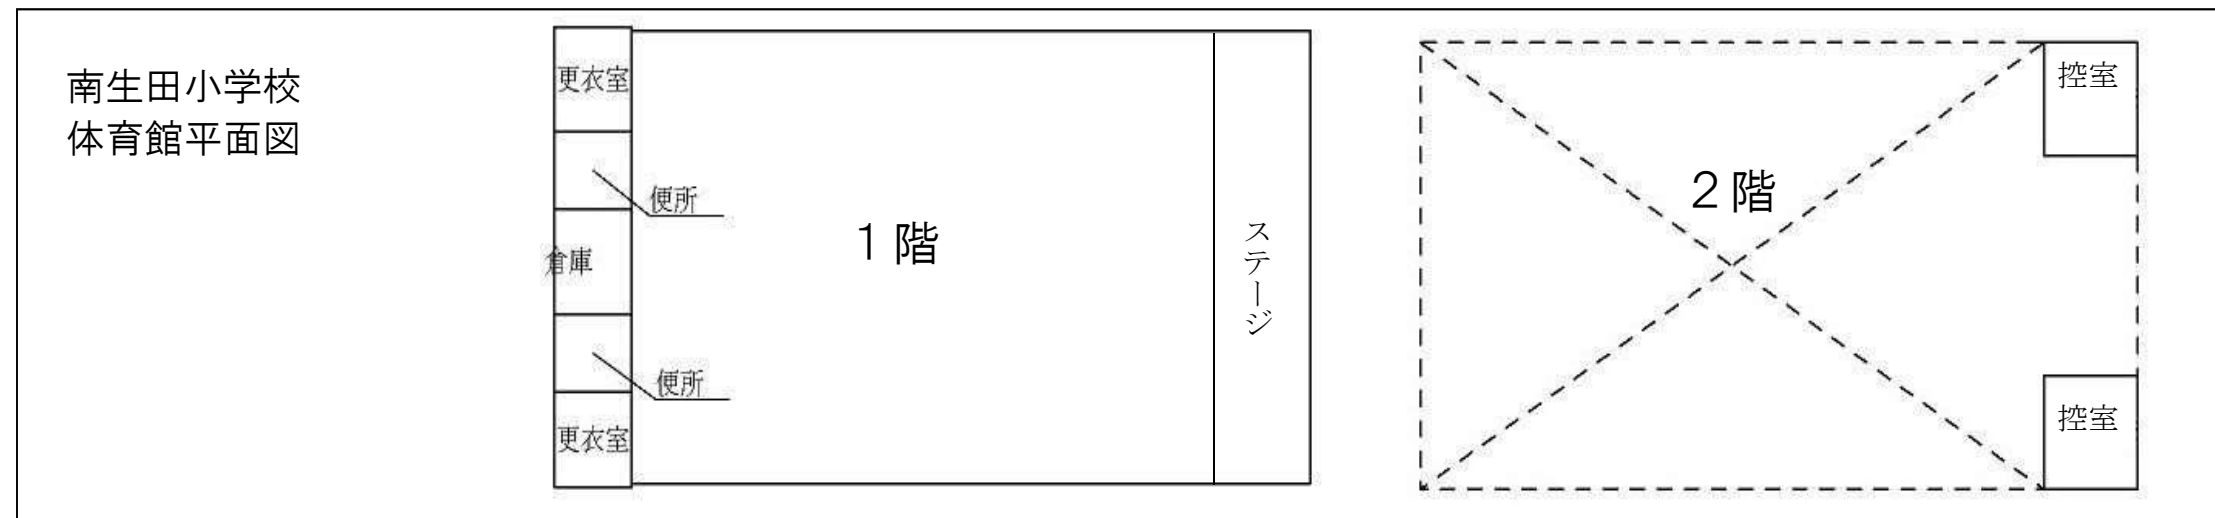 南生田小学校
体育館平面図
更衣室
便所
倉庫
便所
更衣室
１階
ステージ
２階
控室
控室